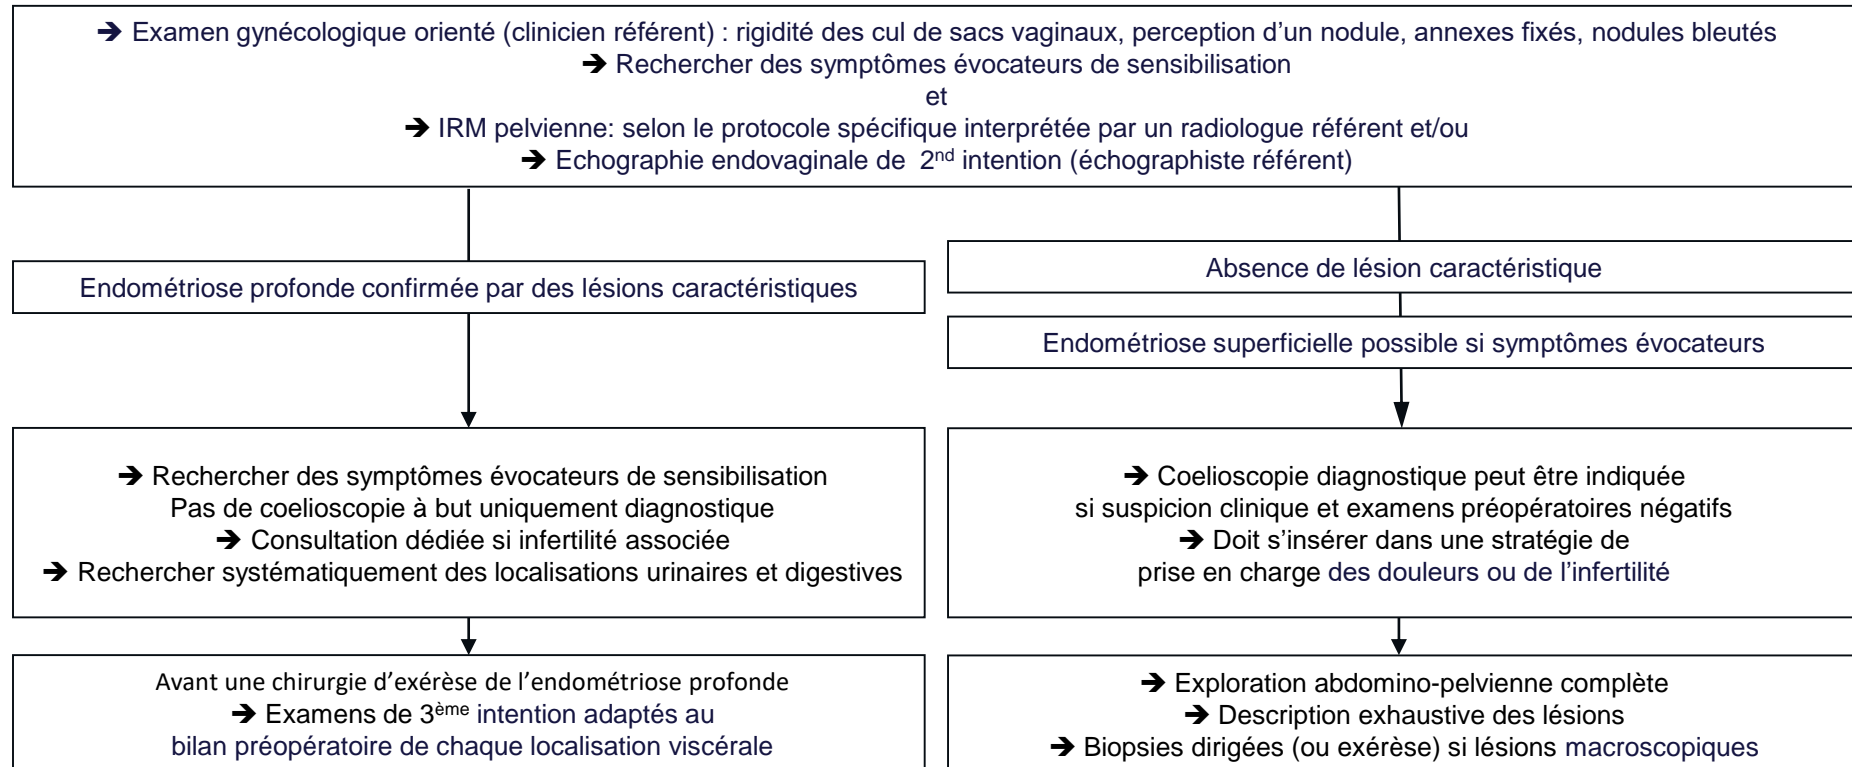 ➔ Examen gynécologique orienté (clinicien référent) : rigidité des cul de sacs vaginaux, perception d’un nodule, annexes fixés, nodules bleutés
➔ Rechercher des symptômes évocateurs de sensibilisation
et
➔ IRM pelvienne: selon le protocole spécifique interprétée par un radiologue référent et/ou
➔ Echographie endovaginale de 2nd intention (échographiste référent)
Endométriose profonde confirmée par des lésions caractéristiques
Absence de lésion caractéristique
Endométriose superficielle possible si symptômes évocateurs
➔ Rechercher des symptômes évocateurs de sensibilisation
Pas de coelioscopie à but uniquement diagnostique
➔ Consultation dédiée si infertilité associée
➔ Rechercher systématiquement des localisations urinaires et digestives
➔ Coelioscopie diagnostique peut être indiquée
si suspicion clinique et examens préopératoires négatifs
➔ Doit s’insérer dans une stratégie de
prise en charge des douleurs ou de l’infertilité
Avant une chirurgie d’exérèse de l’endométriose profonde
➔ Examens de 3ème intention adaptés au
bilan préopératoire de chaque localisation viscérale
➔ Exploration abdomino-pelvienne complète
➔ Description exhaustive des lésions
➔ Biopsies dirigées (ou exérèse) si lésions macroscopiques